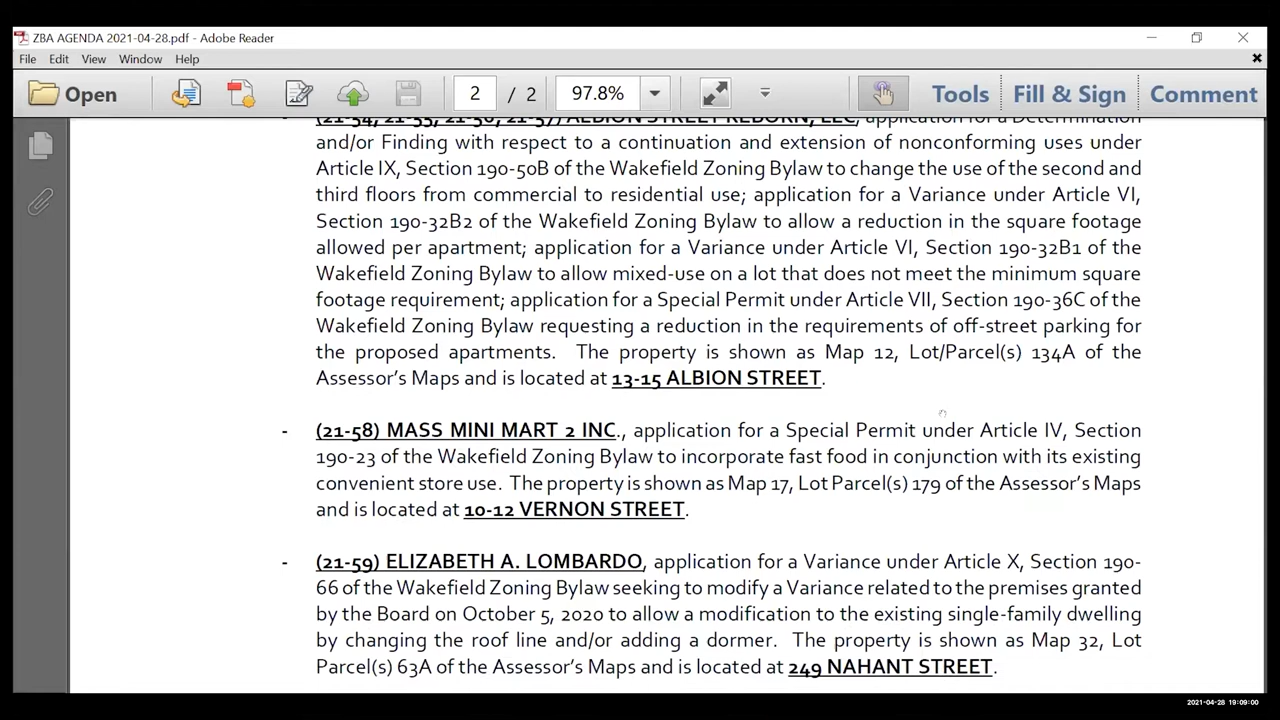 ZBA AGENDA 2021-04-28.pdf - Adobe Reader
File Edit View Window Help
Open 2 / 2 97.8% Tools Fill & Sign Comment
- (21-54, 21-55, 21-56, 21-57) ALBION STREET REBORN, LLC, application for a Determination
and/or Finding with respect to a continuation and extension of nonconforming uses under
Article IX, Section 190-50B of the Wakefield Zoning Bylaw to change the use of the second and
third floors from commercial to residential use; application for a Variance under Article VI,
Section 190-32B2 of the Wakefield Zoning Bylaw to allow a reduction in the square footage
allowed per apartment; application for a Variance under Article VI, Section 190-32B1 of the
Wakefield Zoning Bylaw to allow mixed-use on a lot that does not meet the minimum square
footage requirement; application for a Special Permit under Article VII, Section 190-36C of the
Wakefield Zoning Bylaw requesting a reduction in the requirements of off-street parking for
the proposed apartments. The property is shown as Map 12, Lot/Parcel(s) 134A of the
Assessor's Maps and is located at 13-15 ALBION STREET.
- (21-58) MASS MINI MART 2 INC., application for a Special Permit under Article IV, Section
190-23 of the Wakefield Zoning Bylaw to incorporate fast food in conjunction with its existing
convenient store use. The property is shown as Map 17, Lot Parcel(s) 179 of the Assessor's Maps
and is located at 10-12 VERNON STREET.
- (21-59) ELIZABETH A. LOMBARDO, application for a Variance under Article X, Section 190-
66 of the Wakefield Zoning Bylaw seeking to modify a Variance related to the premises granted
by the Board on October 5, 2020 to allow a modification to the existing single-family dwelling
by changing the roof line and/or adding a dormer. The property is shown as Map 32, Lot
Parcel(s) 63A of the Assessor's Maps and is located at 249 NAHANT STREET.
2021-04-28 19:09:00